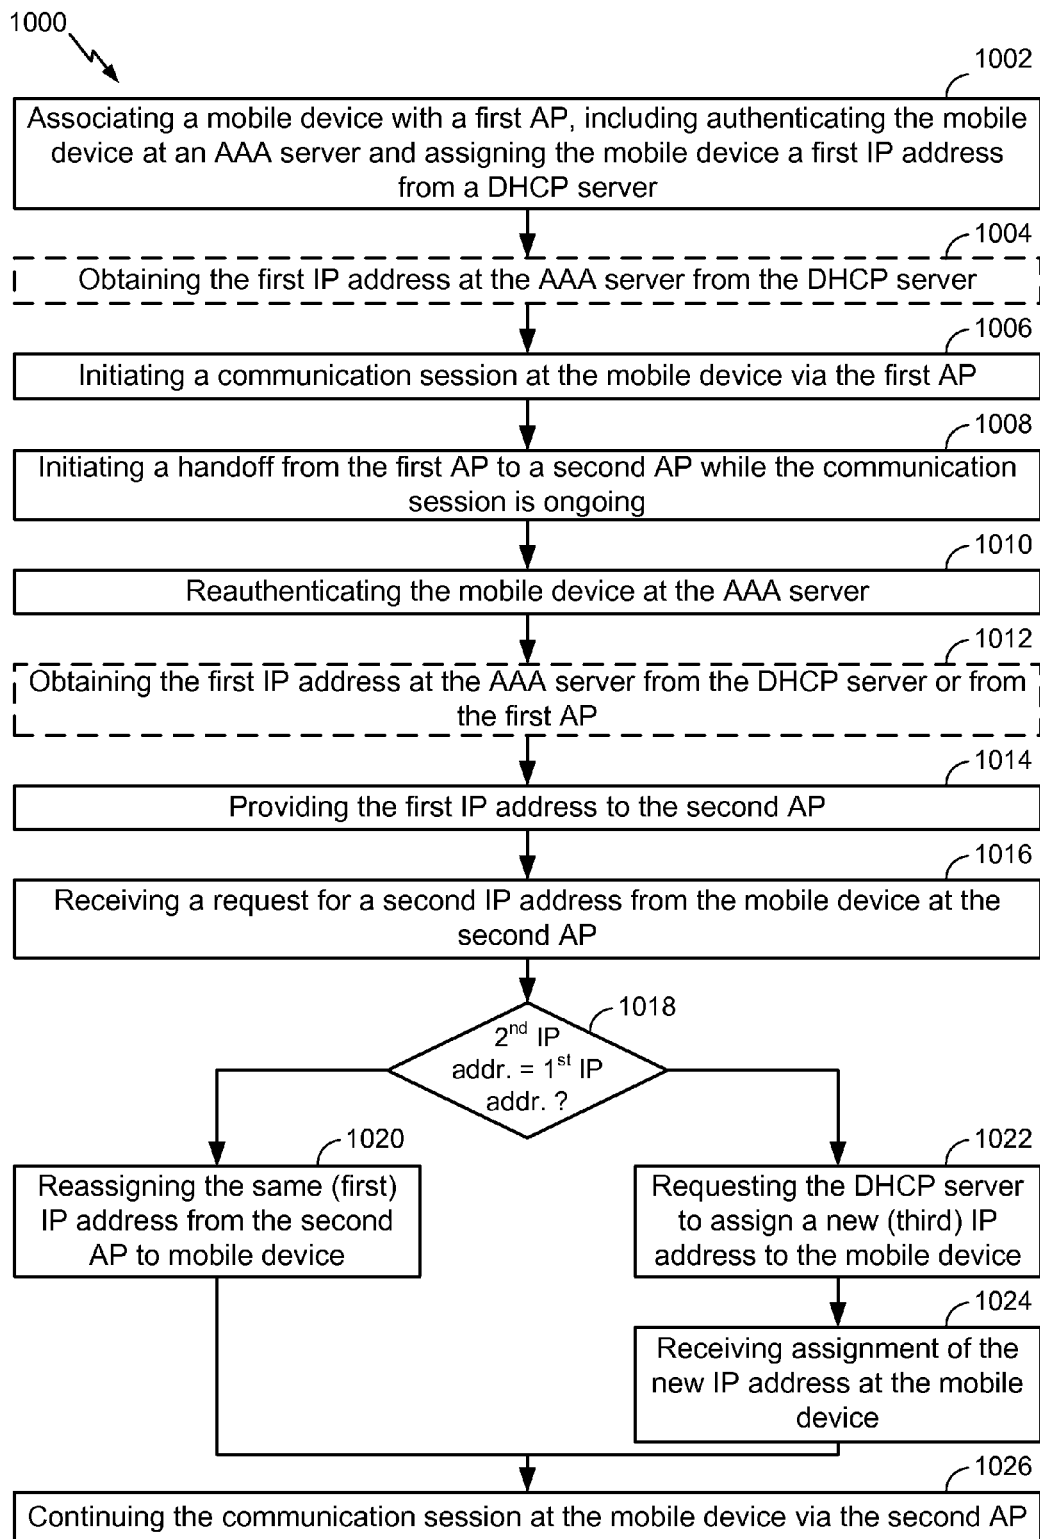 1000
1002
Associating a mobile device with a first AP, including authenticating the mobile
device at an AAA server and assigning the mobile device a first IP address
from a DHCP server
1004
Obtaining the first IP address at the AAA server from the DHCP server
1006
Initiating a communication session at the mobile device via the first AP
1008
Initiating a handoff from the first AP to a second AP while the communication
session is ongoing
1010
Reauthenticating the mobile device at the AAA server
1012
Obtaining the first IP address at the AAA server from the DHCP server or from
the first AP
1014
Providing the first IP address to the second AP
1016
Receiving a request for a second IP address from the mobile device at the
second AP
1018
2nd IP
addr. = 1st IP
addr. ?
1020
Reassigning the same (first)
IP address from the second
AP to mobile device
1022
Requesting the DHCP server
to assign a new (third) IP
address to the mobile device
1024
Receiving assignment of the
new IP address at the mobile
device
1026
Continuing the communication session at the mobile device via the second AP